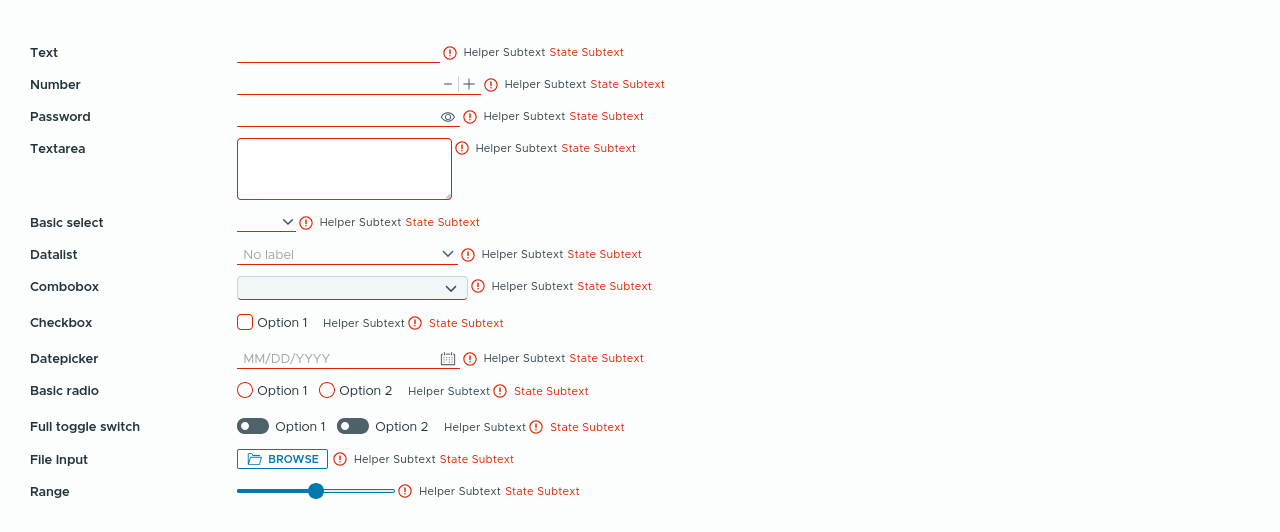 Text Helper Subtext State Subtext
Number Helper Subtext State Subtext
Password Helper Subtext State Subtext
Textarea Helper Subtext State Subtext
Basic select Helper Subtext State Subtext
Datalist No label Helper Subtext State Subtext
Combobox Helper Subtext State Subtext
Checkbox Option 1 Helper Subtext State Subtext
Datepicker MM/DD/YYYY Helper Subtext State Subtext
Basic radio Option 1 Option 2 Helper Subtext State Subtext
Full toggle switch Option 1 Option 2 Helper Subtext State Subtext
File Input BROWSE Helper Subtext State Subtext
Range Helper Subtext State Subtext